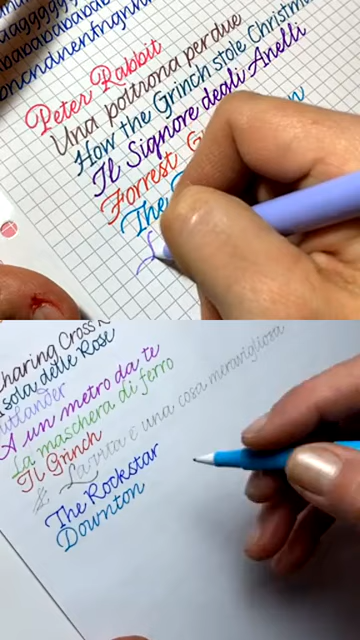 Peter Rabbit
Una poltrona per due
How the Grinch stole Christmas
Il Signore degli Anelli
Forrest
The
Charing Cross
Isola delle Rose
Outlander
A un metro da te
La maschera di ferro
Il Grinch
La vita è una cosa meravigliosa
The Rockstar
Downton